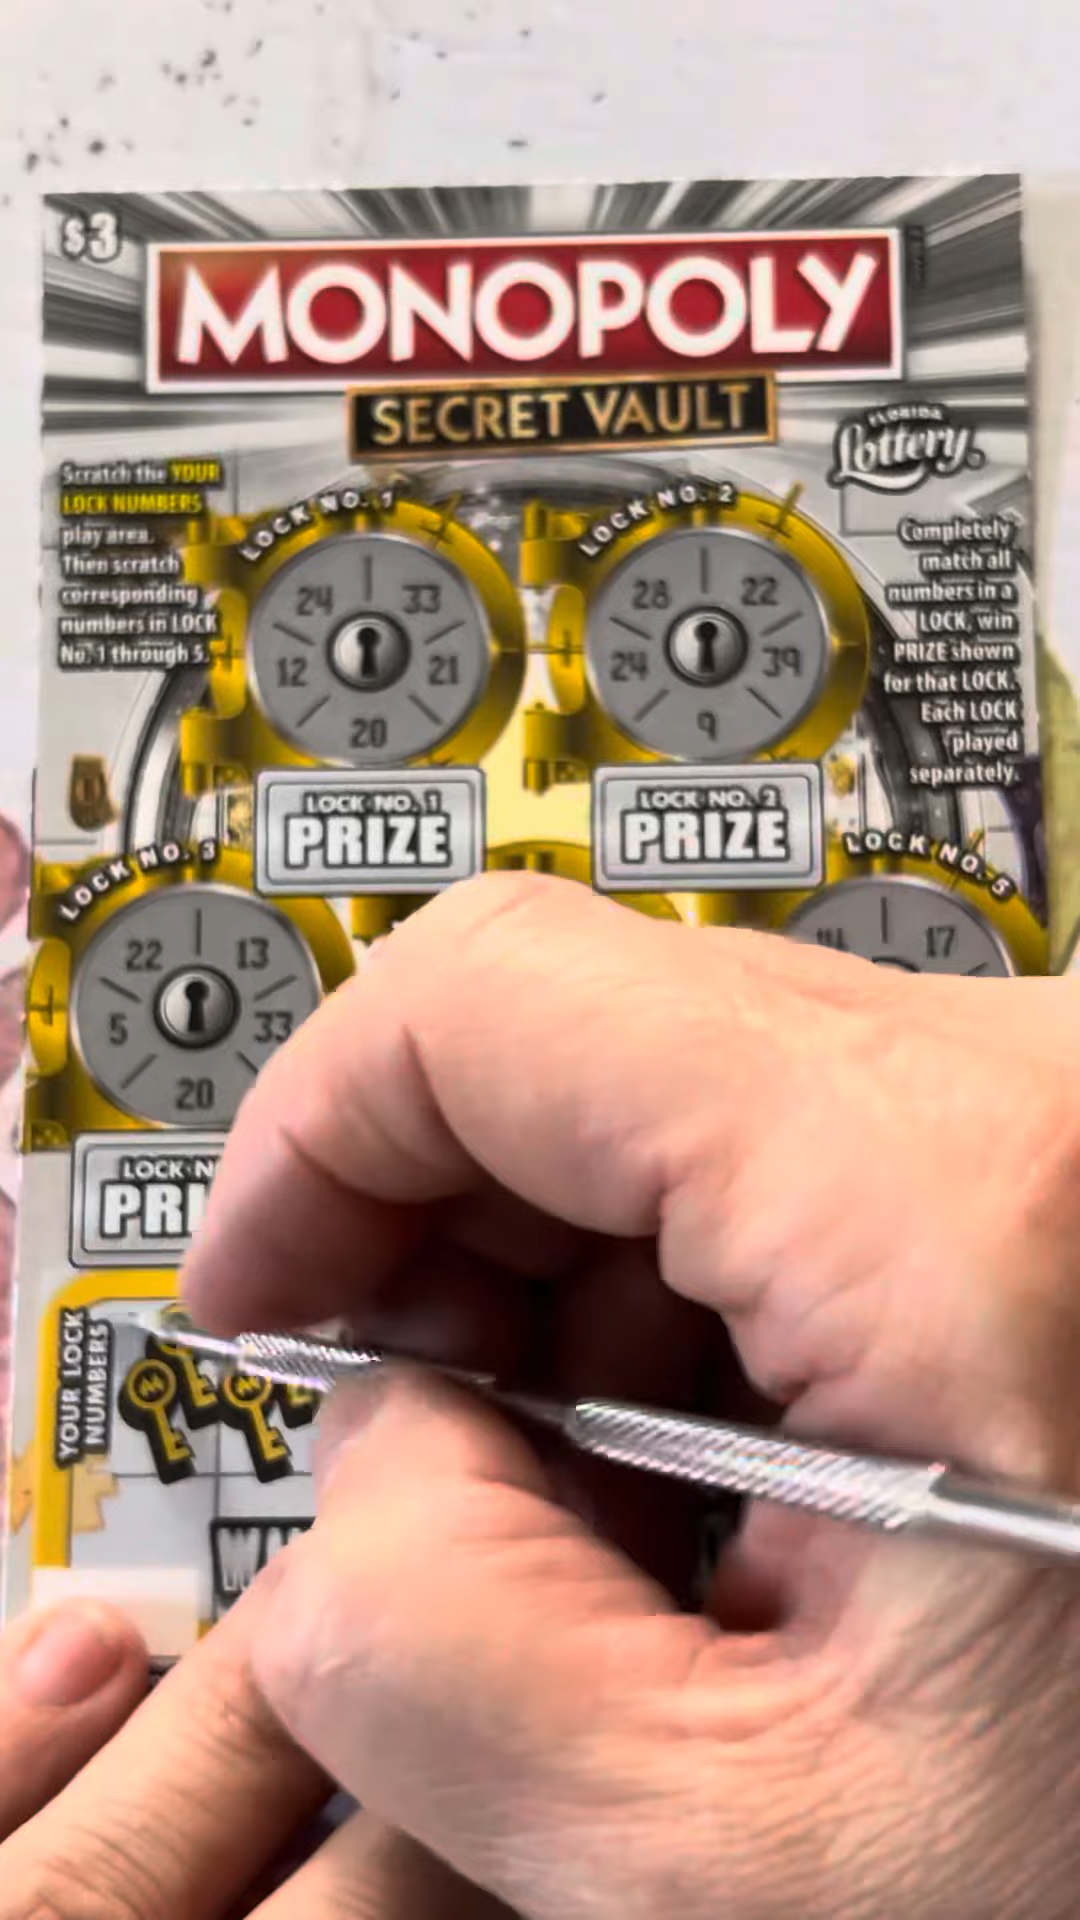 $3
MONOPOLY
SECRET VAULT
FLORIDA
Lottery
Scratch the YOUR
LOCK NUMBERS
play area.
Then scratch
corresponding
numbers in LOCK
No. 1 through 5.
Completely
match all
numbers in a
LOCK, win
PRIZE shown
for that LOCK.
Each LOCK
played
separately.
LOCK NO. 1
24 33
12 21
20
LOCK NO. 1
PRIZE
LOCK NO. 2
28 22
24 39
9
LOCK NO. 2
PRIZE
LOCK NO. 3
22 13
5 33
20
LOCK N
PRI
LOCK NO. 5
17
YOUR LOCK
NUMBERS